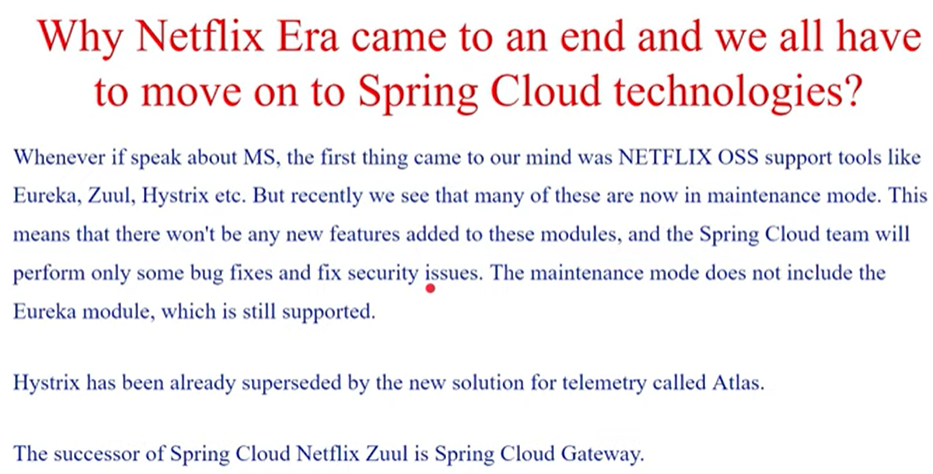 Why Netflix Era came to an end and we all have
to move on to Spring Cloud technologies?
Whenever if speak about MS, the first thing came to our mind was NETFLIX OSS support tools like
Eureka, Zuul, Hystrix etc. But recently we see that many of these are now in maintenance mode. This
means that there won't be any new features added to these modules, and the Spring Cloud team will
perform only some bug fixes and fix security issues. The maintenance mode does not include the
Eureka module, which is still supported.
Hystrix has been already superseded by the new solution for telemetry called Atlas.
The successor of Spring Cloud Netflix Zuul is Spring Cloud Gateway.